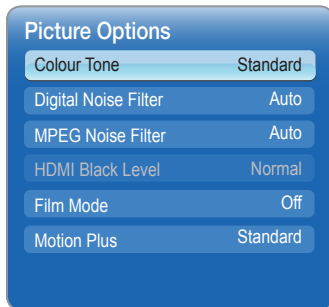 Picture Options
Colour Tone Standard
Digital Noise Filter Auto
MPEG Noise Filter Auto
HDMI Black Level Normal
Film Mode Off
Motion Plus Standard